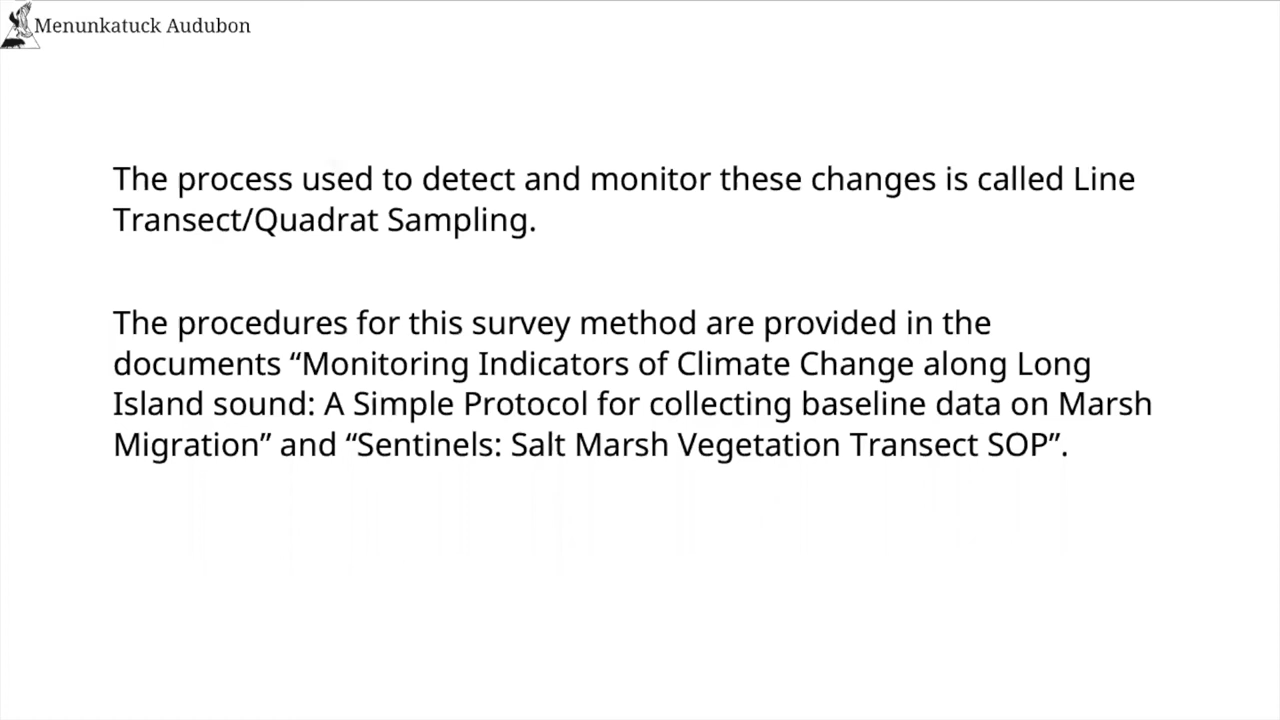 Menunkatuck Audubon
The process used to detect and monitor these changes is called Line
Transect/Quadrat Sampling.
The procedures for this survey method are provided in the
documents “Monitoring Indicators of Climate Change along Long
Island sound: A Simple Protocol for collecting baseline data on Marsh
Migration” and “Sentinels: Salt Marsh Vegetation Transect SOP”.